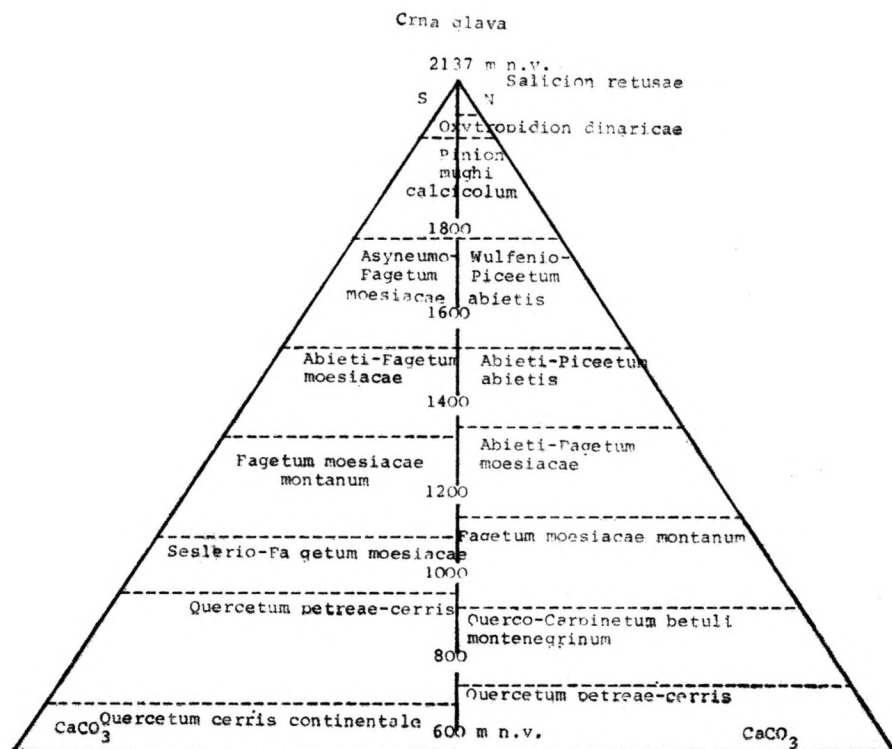 Crna glava
2137 m n.v.
Salicion retusae
S N
Oxytropidion dinaricae
Pinion
mughi
calcicolum
1800
Asyneumo-
Fagetum
moesiacae
Wulfenio-
Piceetum
abietis
1600
Abieti-Fagetum
moesiacae
Abieti-Piceetum
abietis
1400
Abieti-Fagetum
moesiacae
Fagetum moesiacae
montanum
1200
Fagetum moesiacae montanum
Seslerio-Fa getum moesiacae
1000
Quercetum petreae-cerris
Querco-Carpinetum betuli
montenegrinum
800
Quercetum petreae-cerris
Quercetum cerris continentale
CaCO3
600 m n.v.
CaCO3